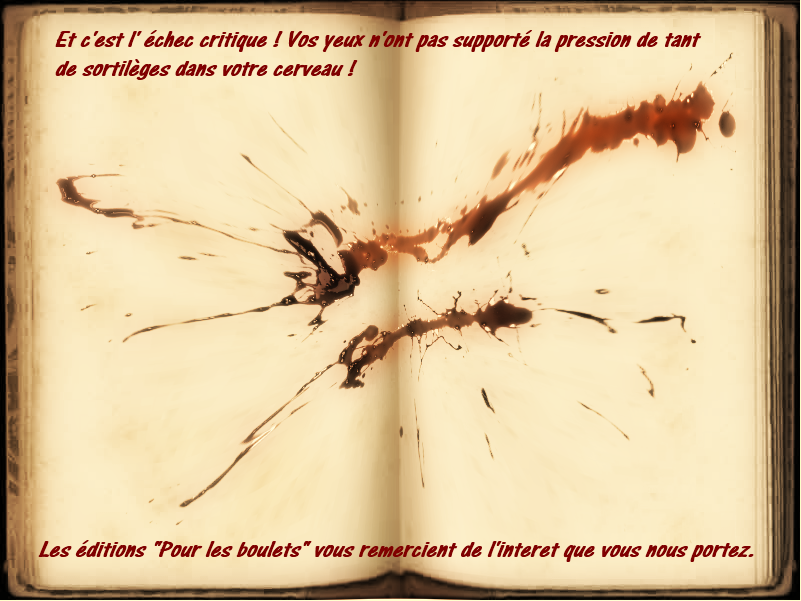 Et c'est l' échec critique ! Vos yeux n'ont pas supporté la pression de tant
de sortilèges dans votre cerveau !
Les éditions "Pour les boulets" vous remercient de l'interet que vous nous portez.